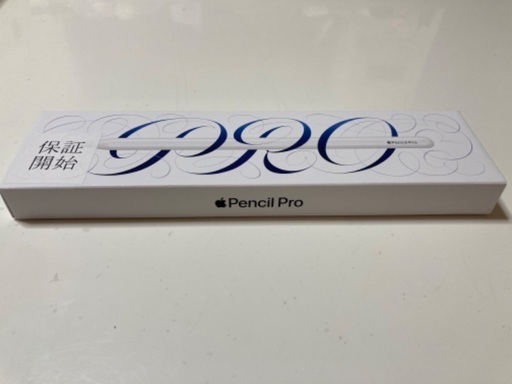 保証
開始
PRO
Pencil Pro
Pencil Pro